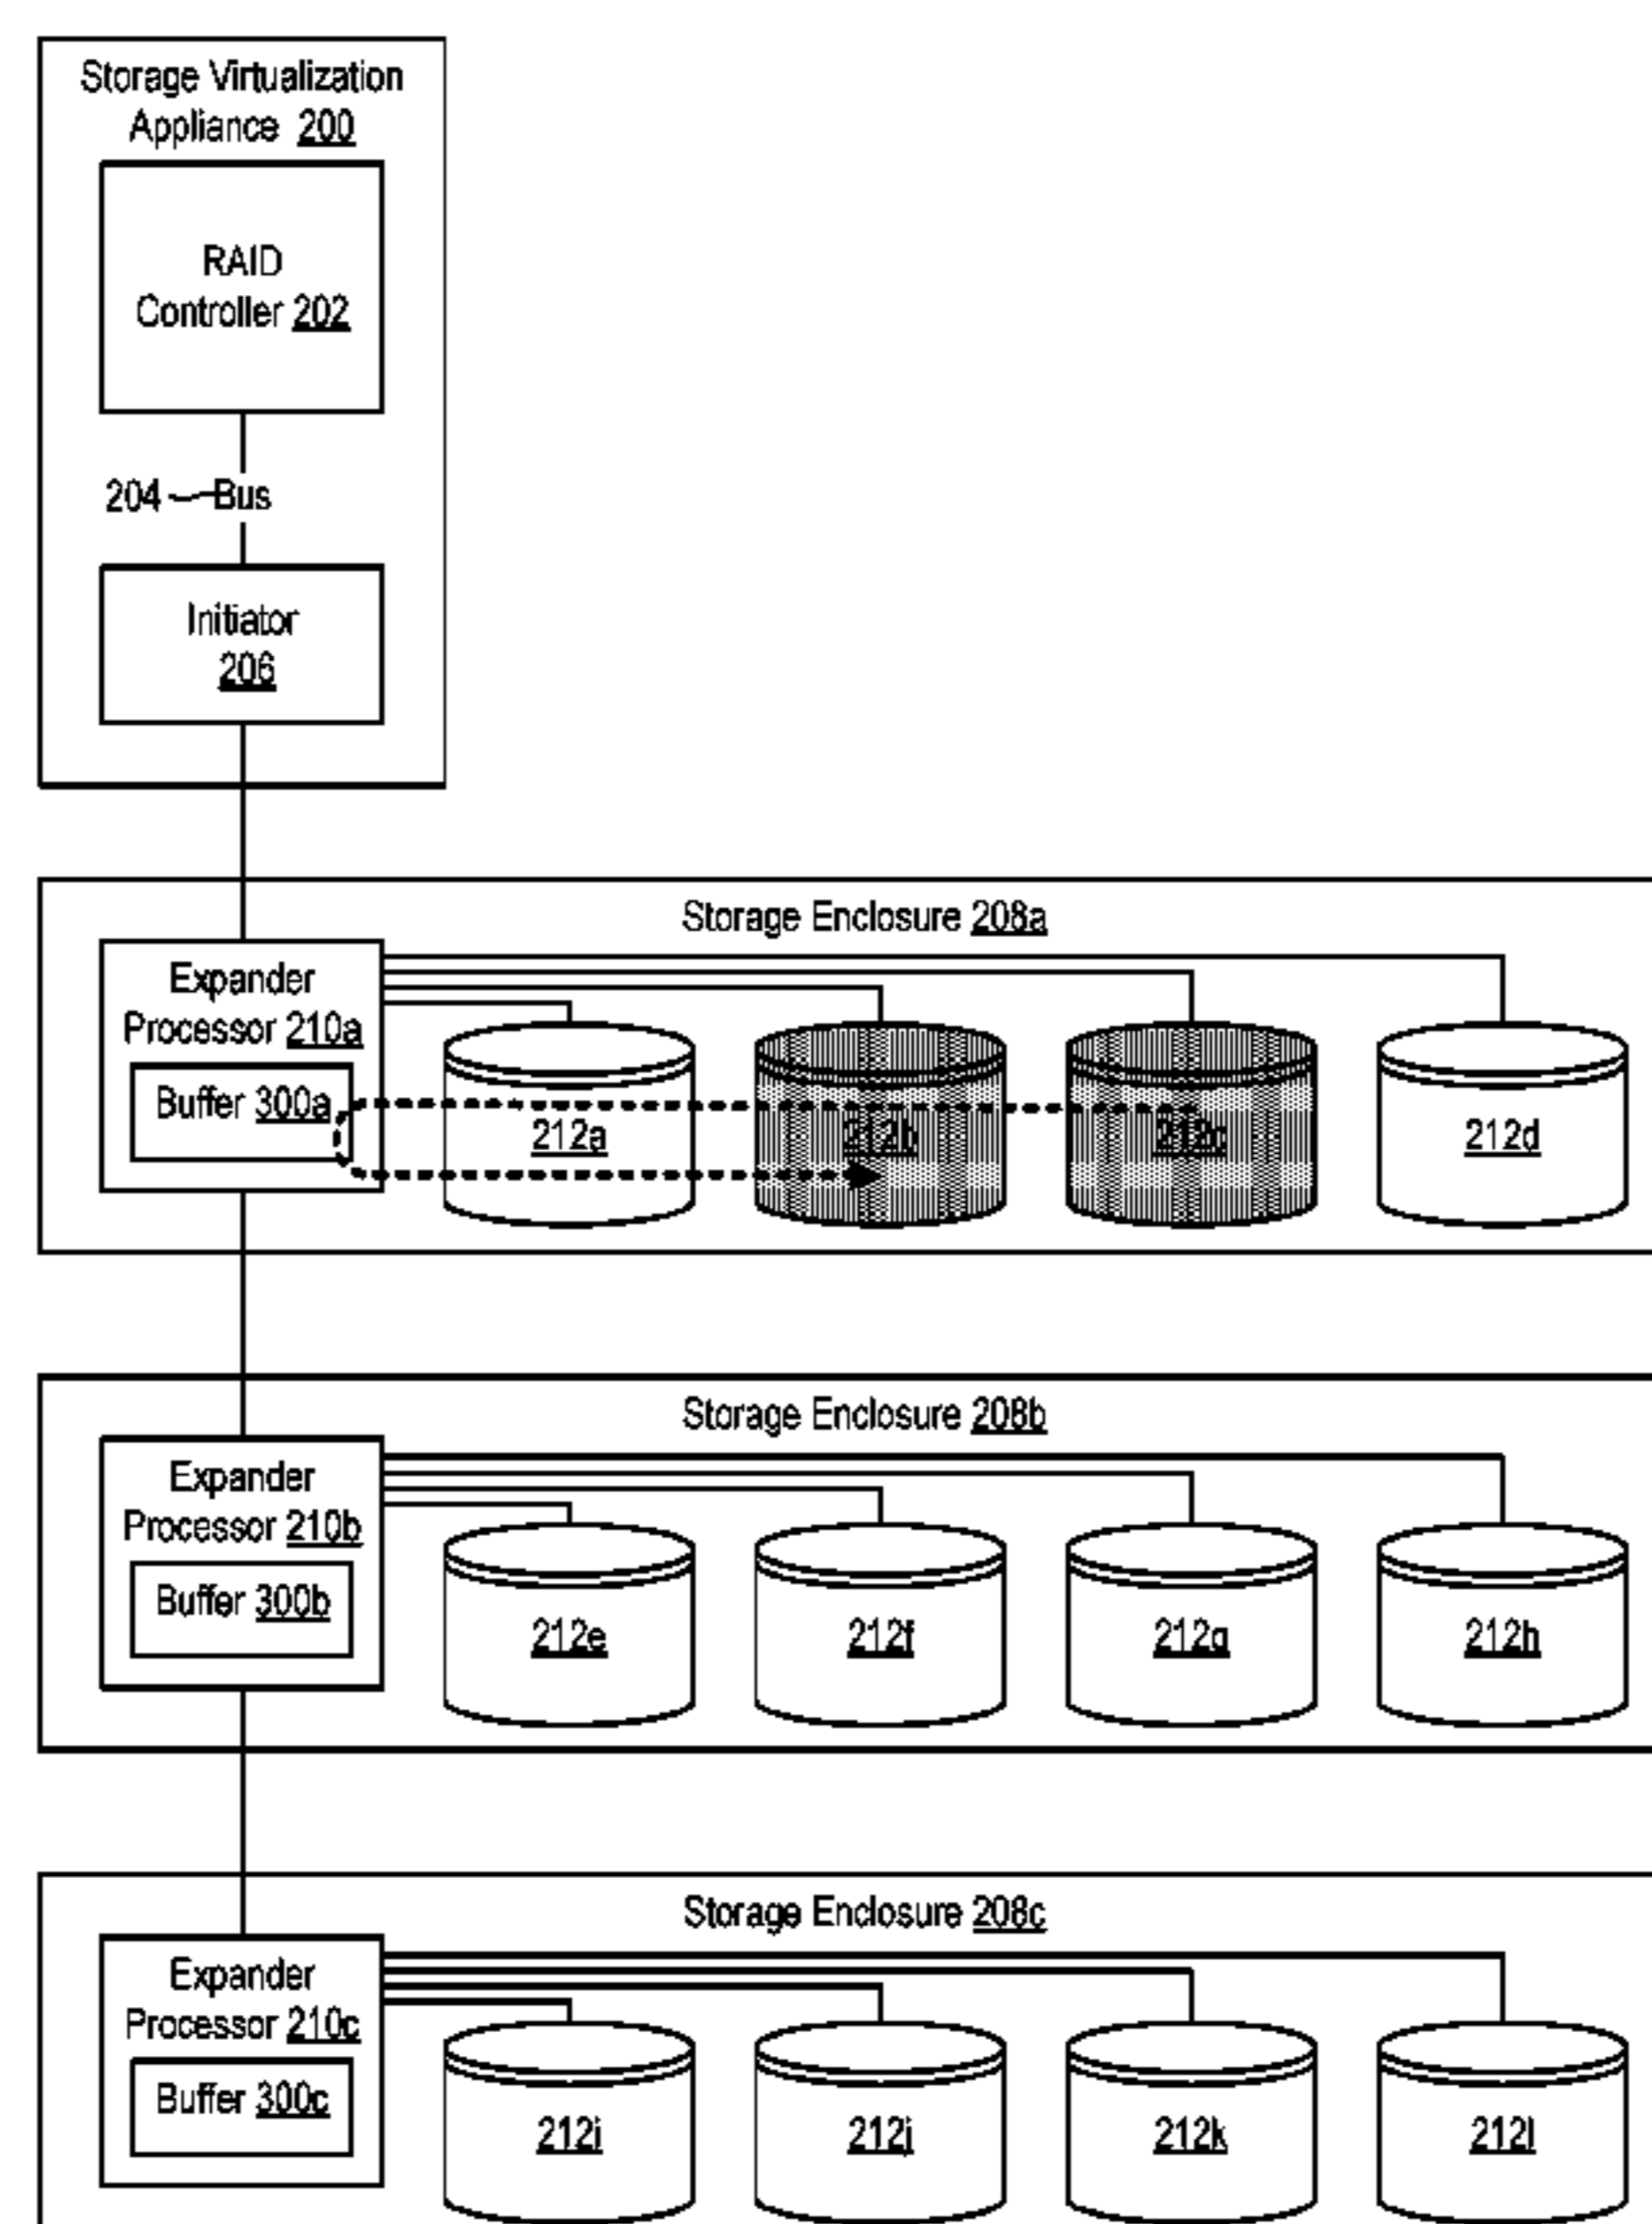 Storage Virtualization
Appliance 200
RAID
Controller 202
204 Bus
Initiator
206
Storage Enclosure 208a
Expander
Processor 210a
Buffer 300a
212a 212b 212c 212d
Storage Enclosure 208b
Expander
Processor 210b
Buffer 300b
212e 212f 212g 212h
Storage Enclosure 208c
Expander
Processor 210c
Buffer 300c
212i 212j 212k 212l